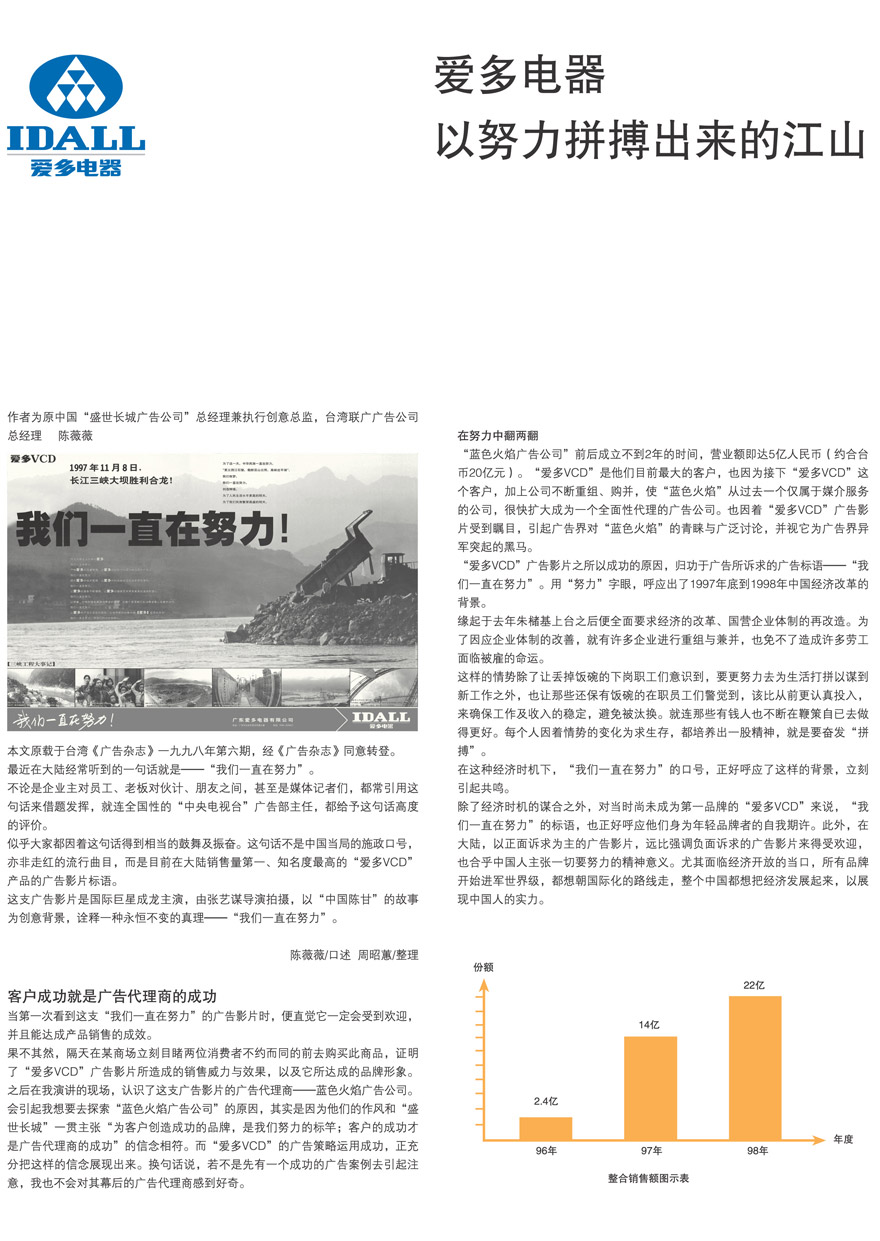 IDALL
爱多电器
爱多电器
以努力拼搏出来的江山
作者为原中国“盛世长城广告公司”总经理兼执行创意总监，台湾联广广告公司
总经理 陈薇薇
爱多VCD
1997 年 11 月 8 日，
长江三峡大坝胜利合龙！
我们一直在努力！
【三峡工程大事记】
我们一直在努力！
广东爱多电器有限公司
IDALL
爱多电器
本文原载于台湾《广告杂志》一九九八年第六期，经《广告杂志》同意转登。
最近在大陆经常听到的一句话就是——“我们一直在努力”。
不论是企业主对员工、老板对伙计、朋友之间，甚至是媒体记者们，都常引用这
句话来借题发挥，就连全国性的“中央电视台”广告部主任，都给予这句话高度
的评价。
似乎大家都因着这句话得到相当的鼓舞及振奋。这句话不是中国当局的施政口号，
亦非走红的流行曲目，而是目前在大陆销售量第一、知名度最高的“爱多VCD”
产品的广告影片标语。
这支广告影片是国际巨星成龙主演，由张艺谋导演拍摄，以“中国陈甘”的故事
为创意背景，诠释一种永恒不变的真理——“我们一直在努力”。
陈薇薇/口述 周昭蕙/整理
客户成功就是广告代理商的成功
当第一次看到这支“我们一直在努力”的广告影片时，便直觉它一定会受到欢迎，
并且能达成产品销售的成效。
果不其然，隔天在某商场立刻目睹两位消费者不约而同的前去购买此商品，证明
了“爱多VCD”广告影片所造成的销售威力与效果，以及它所达成的品牌形象。
之后在我演讲的现场，认识了这支广告影片的广告代理商——蓝色火焰广告公司。
会引起我想要去探索“蓝色火焰广告公司”的原因，其实是因为他们的作风和“盛
世长城”一贯主张“为客户创造成功的品牌，是我们努力的标竿；客户的成功才
是广告代理商的成功”的信念相符。而“爱多VCD”的广告策略运用成功，正充
分把这样的信念展现出来。换句话说，若不是先有一个成功的广告案例去引起注
意，我也不会对其幕后的广告代理商感到好奇。
在努力中翻两翻
“蓝色火焰广告公司”前后成立不到2年的时间，营业额即达5亿人民币（约合台
币20亿元）。“爱多VCD”是他们目前最大的客户，也因为接下“爱多VCD”这
个客户，加上公司不断重组、购并，使“蓝色火焰”从过去一个仅属于媒介服务
的公司，很快扩大成为一个全面性代理的广告公司。也因着“爱多VCD”广告影
片受到瞩目，引起广告界对“蓝色火焰”的青睐与广泛讨论，并视它为广告界异
军突起的黑马。
“爱多VCD”广告影片之所以成功的原因，归功于广告所诉求的广告标语——“我
们一直在努力”。用“努力”字眼，呼应出了1997年底到1998年中国经济改革的
背景。
缘起于去年朱槠基上台之后便全面要求经济的改革、国营企业体制的再改造。为
了因应企业体制的改善，就有许多企业进行重组与兼并，也免不了造成许多劳工
面临被雇的命运。
这样的情势除了让丢掉饭碗的下岗职工们意识到，要更努力去为生活打拼以谋到
新工作之外，也让那些还保有饭碗的在职员工们警觉到，该比从前更认真投入，
来确保工作及收入的稳定，避免被汰换。就连那些有钱人也不断在鞭策自已去做
得更好。每个人因着情势的变化为求生存，都培养出一股精神，就是要奋发“拼
搏”。
在这种经济时机下，“我们一直在努力”的口号，正好呼应了这样的背景，立刻
引起共鸣。
除了经济时机的谋合之外，对当时尚未成为第一品牌的“爱多VCD”来说，“我
们一直在努力”的标语，也正好呼应他们身为年轻品牌者的自我期许。此外，在
大陆，以正面诉求为主的广告影片，远比强调负面诉求的广告影片来得受欢迎，
也合乎中国人主张一切要努力的精神意义。尤其面临经济开放的当口，所有品牌
开始进军世界级，都想朝国际化的路线走，整个中国都想把经济发展起来，以展
现中国人的实力。
份额
22亿
14亿
2.4亿
96年 97年 98年
年度
整合销售额图示表